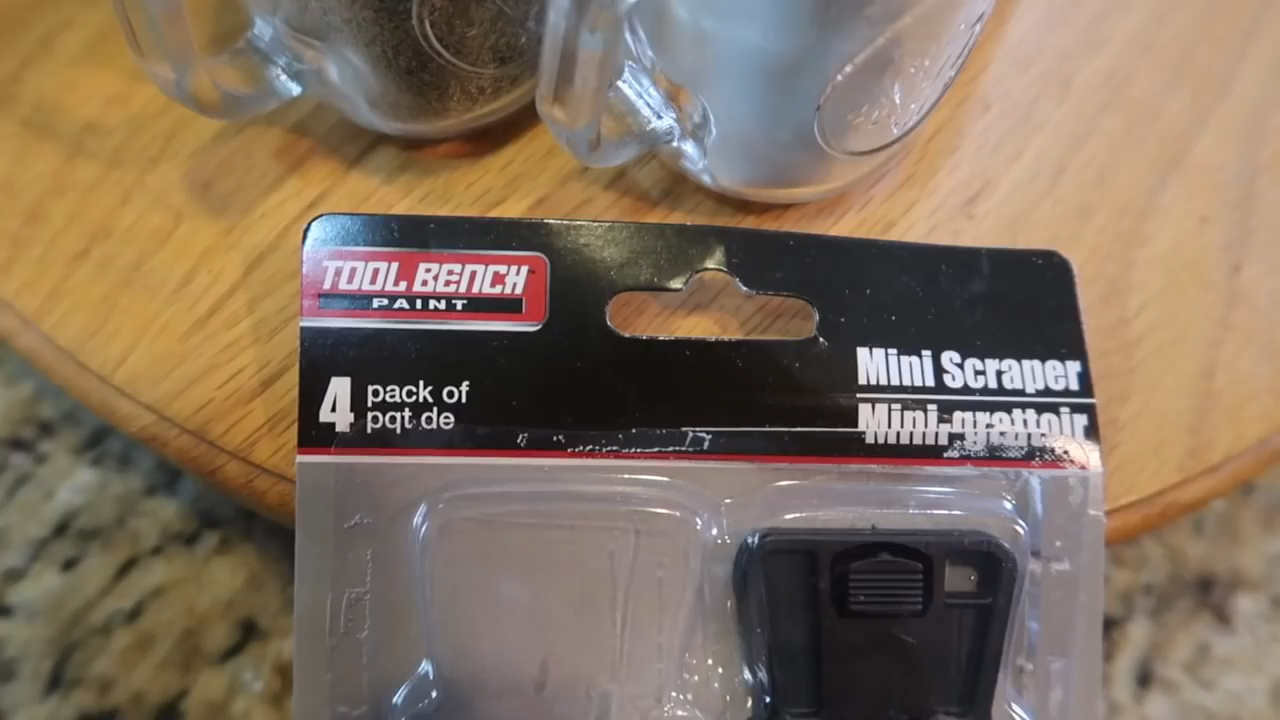 TOOL BENCH
PAINT
4 pack of
pqt de
Mini Scraper
Mini-grattoir